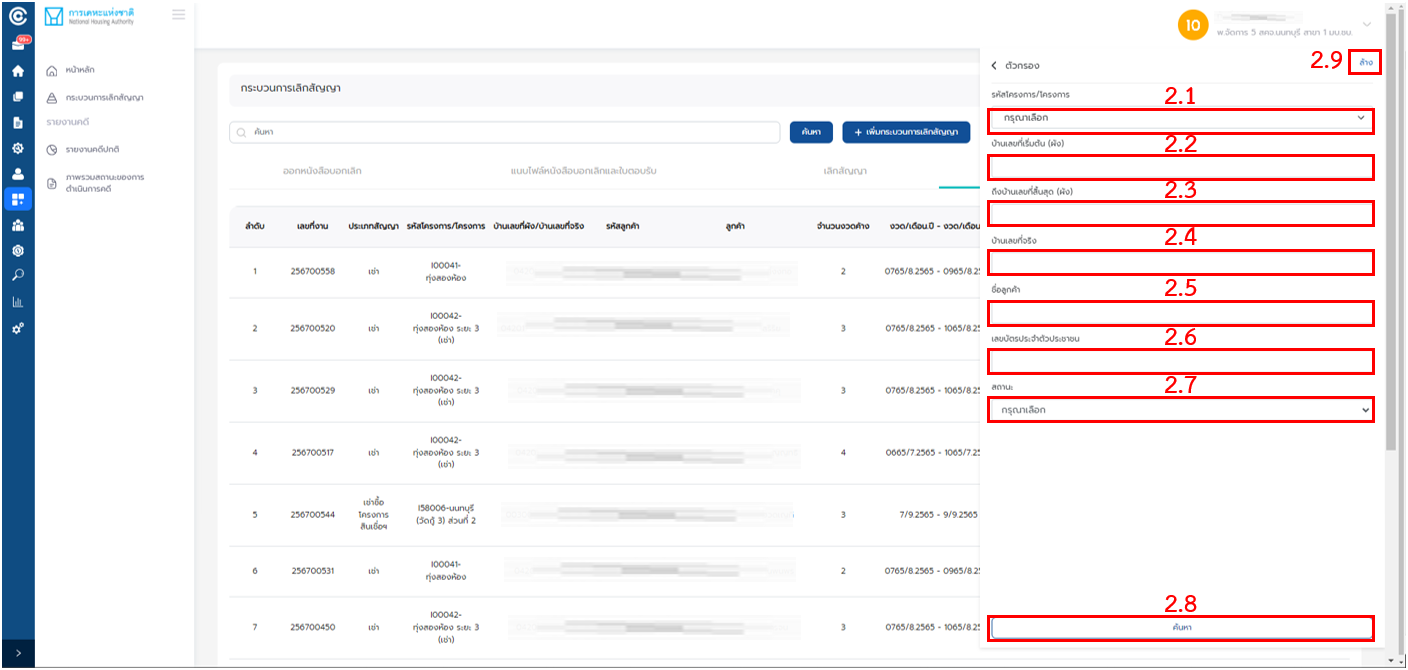 การเคหะแห่งชาติ
National Housing Authority
99+
10
พ.จัดการ 5 สคจ.นนทบุรี สาขา 1 นบ.ชม.
หน้าหลัก
กระบวนการเลิกสัญญา
รายงานคดี
รายงานคดีปกติ
ภาพรวมสถานะของการ
ดำเนินการคดี
กระบวนการเลิกสัญญา
ค้นหา
ค้นหา
+ เพิ่มกระบวนการเลิกสัญญา
ออกหนังสือบอกเลิก
แนบไฟล์หนังสือบอกเลิกและใบตอบรับ
เลิกสัญญา
ลำดับ เลขที่งาน ประเภทสัญญา รหัสโครงการ/โครงการ บ้านเลขที่ผัง/บ้านเลขที่จริง รหัสลูกค้า ลูกค้า จำนวนงวดค้าง งวด/เดือน.ปี - งวด/เดือน
1 256700558 เช่า I00041-
ทุ่งสองห้อง
2 0765/8.2565 - 0965/8.25
2 256700520 เช่า I00042-
ทุ่งสองห้อง ระยะ 3
(เช่า)
3 0765/8.2565 - 1065/8.25
3 256700529 เช่า I00042-
ทุ่งสองห้อง ระยะ 3
(เช่า)
3 0765/8.2565 - 1065/8.25
4 256700517 เช่า I00042-
ทุ่งสองห้อง ระยะ 3
(เช่า)
4 0665/7.2565 - 1065/7.25
5 256700544 เช่าซื้อ
โครงการ
สินเชื่อฯ
I58006-นนทบุรี
(วัดกู้ 3) ส่วนที่ 2
3 7/9.2565 - 9/9.2565
6 256700531 เช่า I00041-
ทุ่งสองห้อง
2 0765/8.2565 - 0965/8.25
7 256700450 เช่า I00042-
ทุ่งสองห้อง ระยะ 3
(เช่า)
3 0765/8.2565 - 1065/8.25
ตัวกรอง
2.9
ล้าง
รหัสโครงการ/โครงการ
2.1
กรุณาเลือก
บ้านเลขที่เริ่มต้น (ผัง)
2.2
ถึงบ้านเลขที่สิ้นสุด (ผัง)
2.3
บ้านเลขที่จริง
2.4
ชื่อลูกค้า
2.5
เลขบัตรประจำตัวประชาชน
2.6
สถานะ
2.7
กรุณาเลือก
2.8
ค้นหา